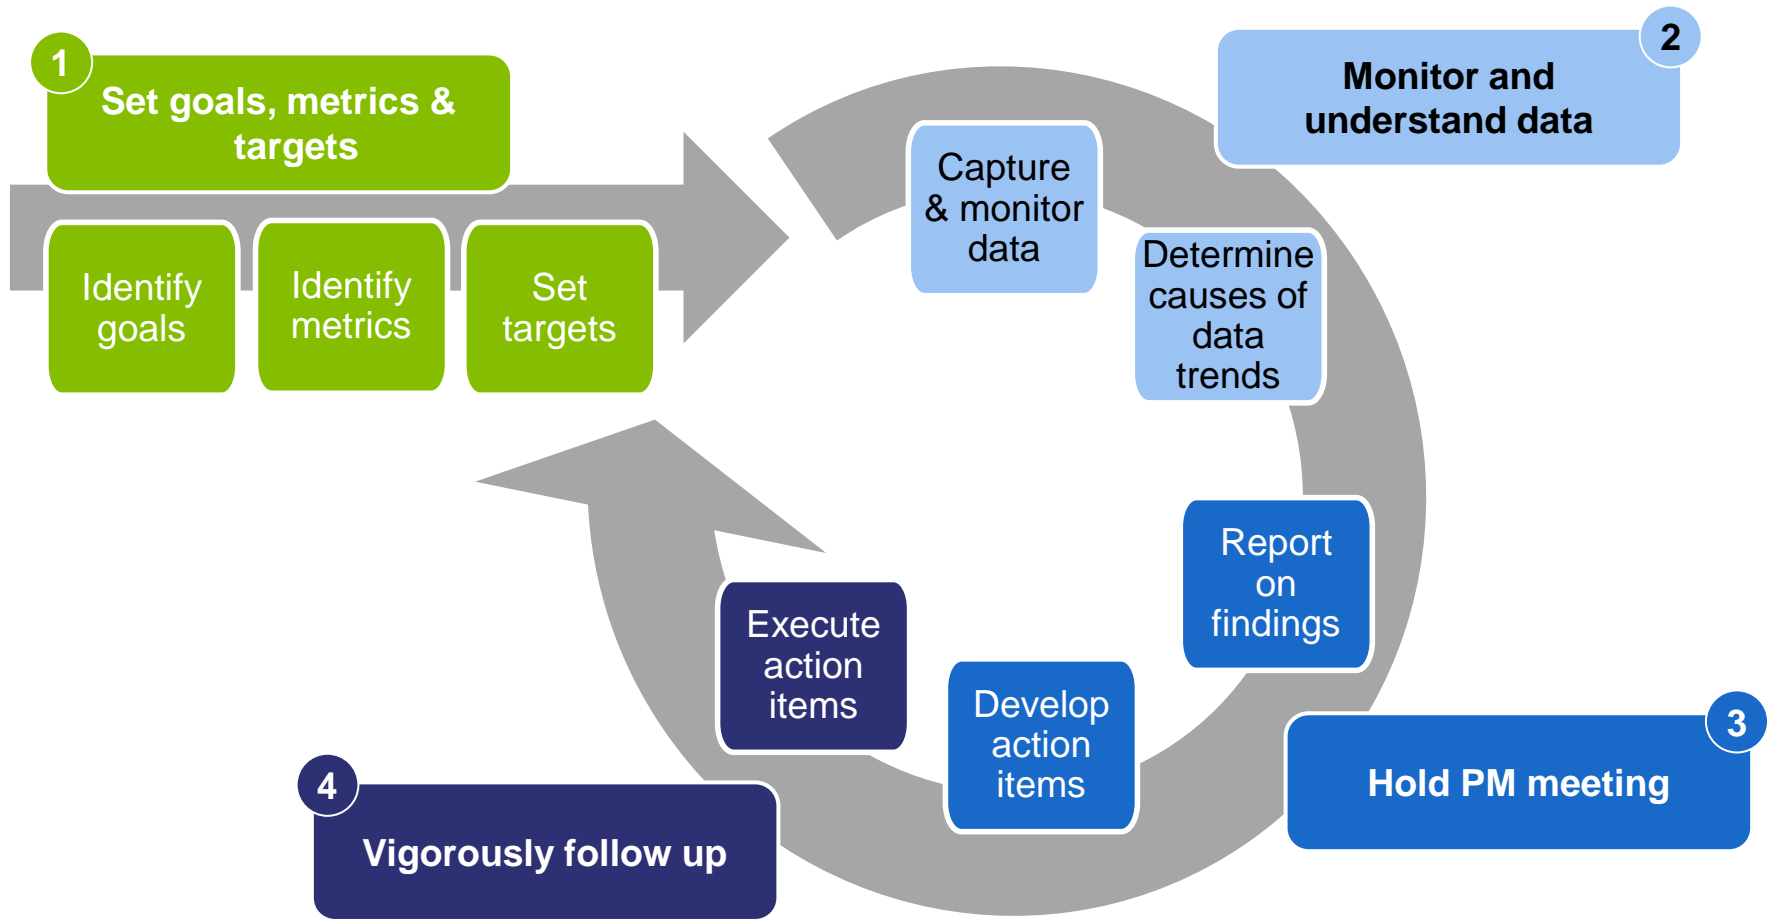 1
Set goals, metrics &
targets
Identify
goals
Identify
metrics
Set
targets
2
Monitor and
understand data
Capture
& monitor
data
Determine
causes of
data
trends
3
Hold PM meeting
Report
on
findings
Develop
action
items
4
Vigorously follow up
Execute
action
items